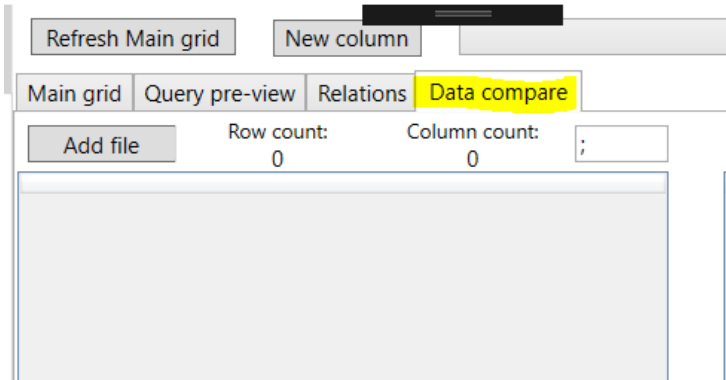 Refresh Main grid New column
Main grid Query pre-view Relations Data compare
Add file Row count: Column count: ;
0 0